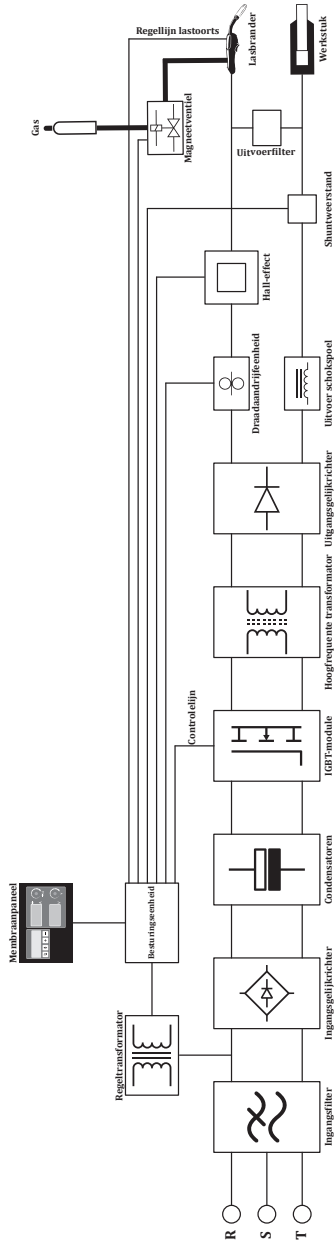 R
S
T
Ingangsfilter
Ingangsgelijkrichter
Condensatoren
IGBT-module
Hoogfrequente transformator
Uitgangsgelijkrichter
Uitvoer schokspoel
Shuntweerstand
Werkstuk
Regeltransformator
Membraanpaneel
Besturingseenheid
Controlelijn
Draadaandrijfeenheid
Hall-effect
Uitvoerfilter
Lasbrander
Regellijn lastoorts
Magneetventiel
Gas